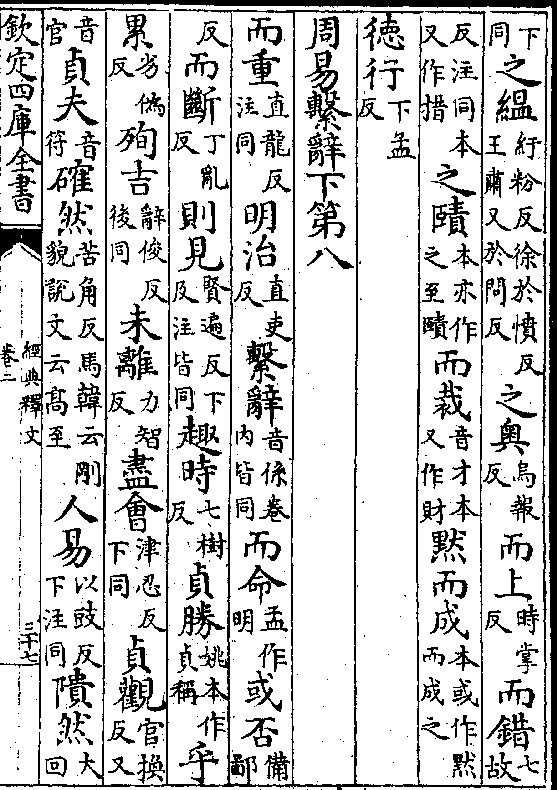 下同之緼紆粉反徐於憤反王肅又於問反之奥烏報反而上時掌反而錯七故
反注同本又作措之賾本亦作之至賾而裁音才本又作財黙而成本或作黙而成之
徳行下孟反
周易繫辭下第八
而重直龍反注同明治直吏反繫辭音係卷内皆同而命孟作明或否備鄙
反而斷丁亂反則見賢遍反下及注皆同趣時七樹反貞勝姚本作貞稱乎
累劣偽反殉吉辭俊反後同未離力智反盡會津忍反下同貞觀官換反又
音官貞夫音符確然苦角反馬韓云剛貌説文云髙至人易以豉反下注同隤然大回
欽定四庫全書
經典釋文
卷二
三十七